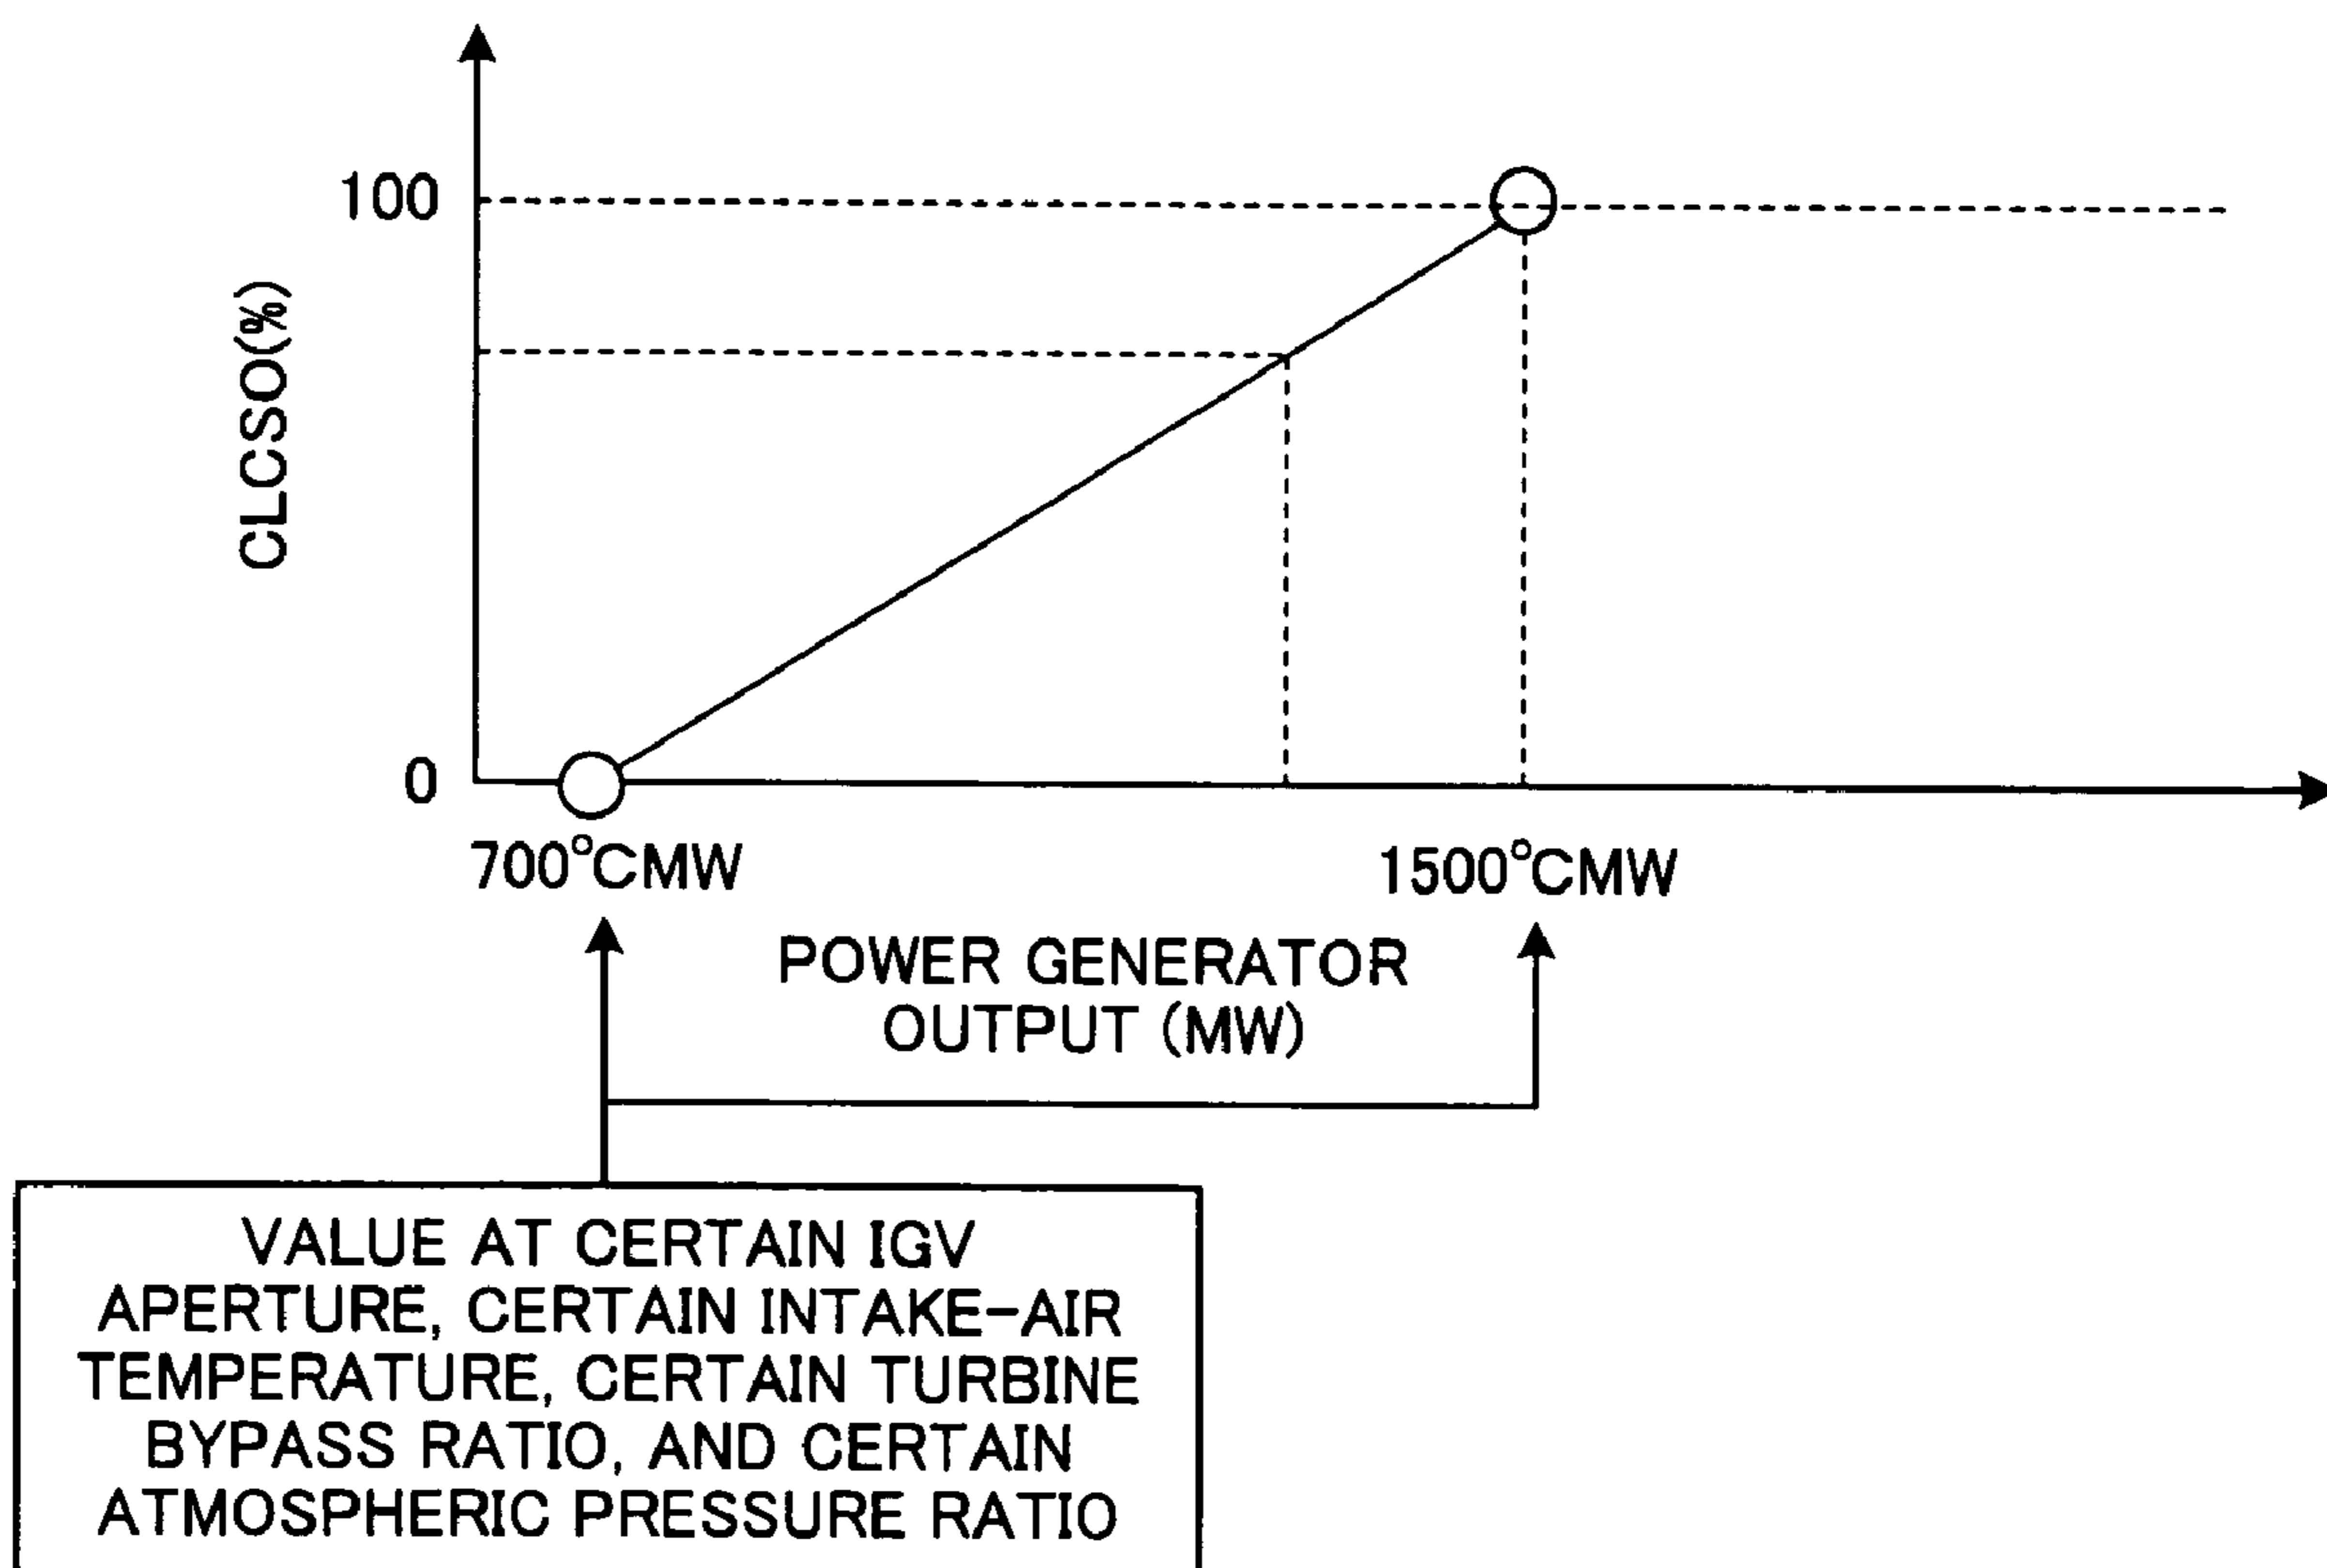 100
CLCSO(%)
0
700°CMW
1500°CMW
POWER GENERATOR
OUTPUT (MW)
VALUE AT CERTAIN IGV
APERTURE, CERTAIN INTAKE-AIR
TEMPERATURE, CERTAIN TURBINE
BYPASS RATIO, AND CERTAIN
ATMOSPHERIC PRESSURE RATIO